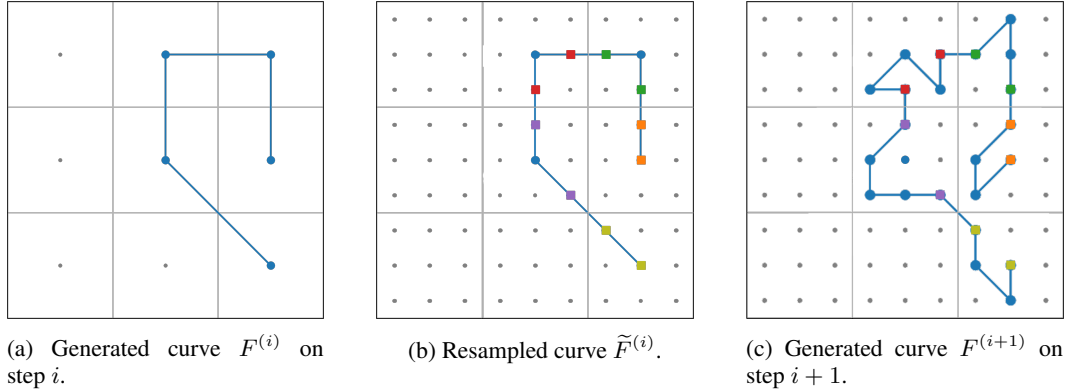 (a) Generated curve F^(i) on
step i.
(b) Resampled curve F̃^(i).
(c) Generated curve F^(i+1) on
step i + 1.